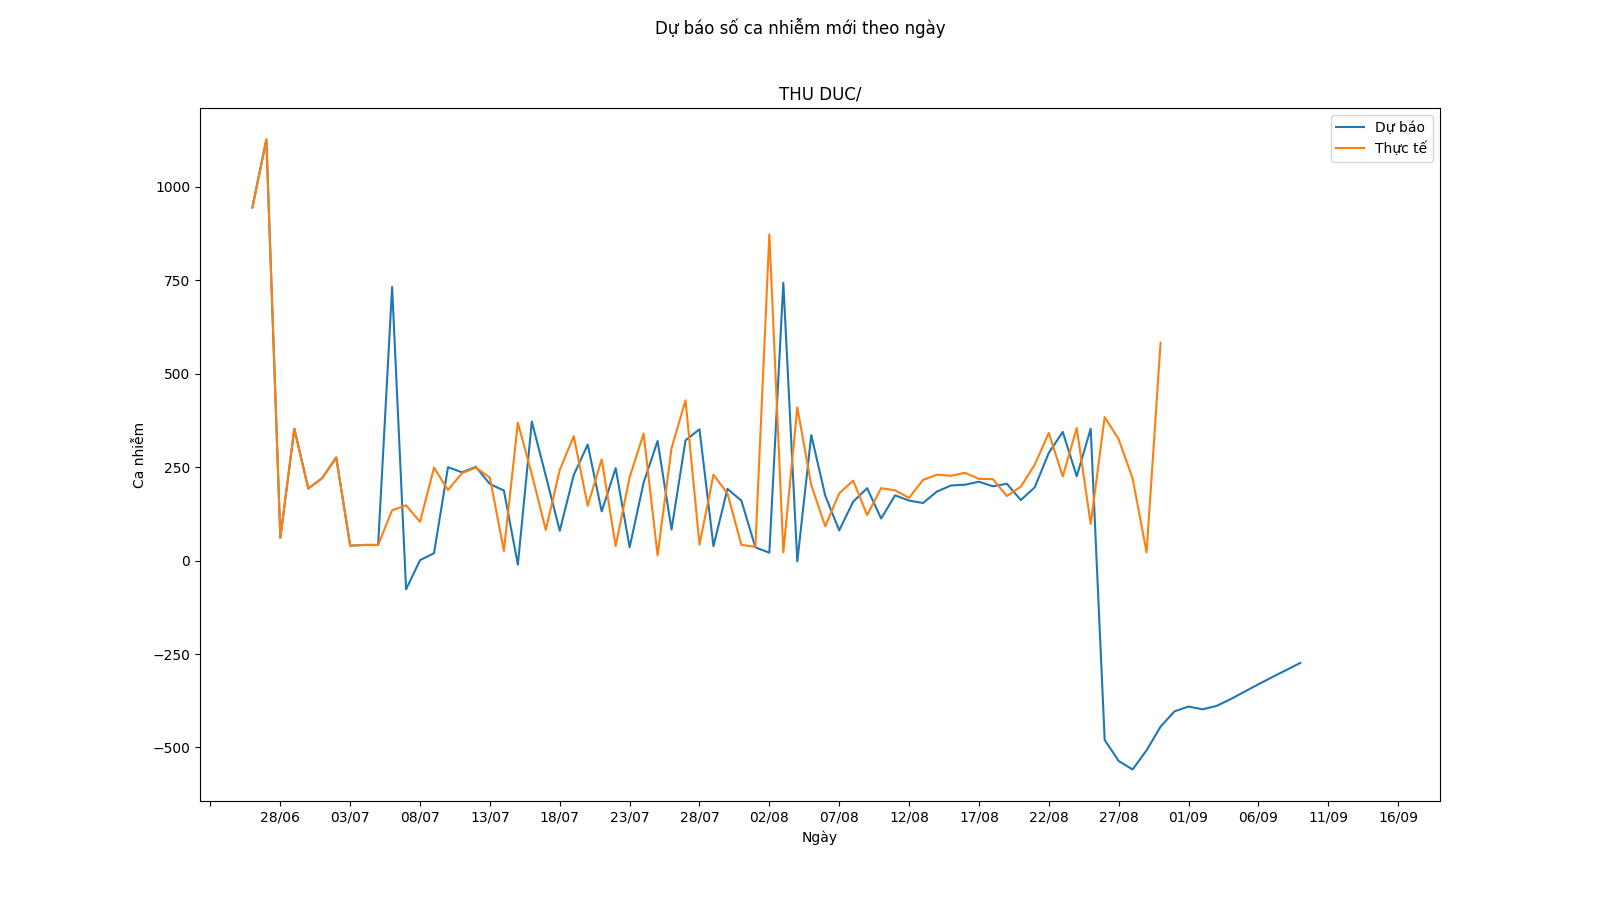 Dự báo số ca nhiễm mới theo ngày
THU DUC/
Dự báo
Thực tế
1000
750
500
250
0
−250
−500
Ca nhiễm
28/06 03/07 08/07 13/07 18/07 23/07 28/07 02/08 07/08 12/08 17/08 22/08 27/08 01/09 06/09 11/09 16/09
Ngày